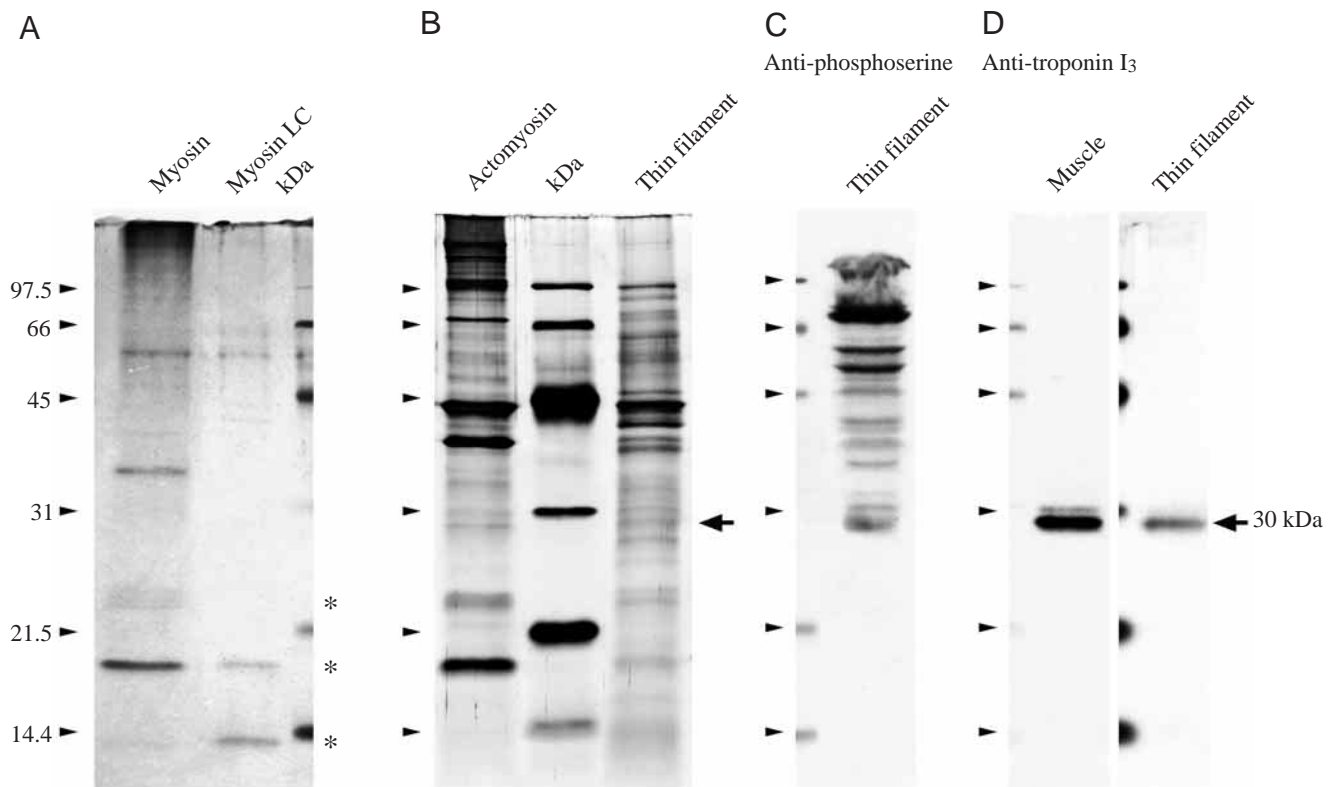 A
B
C
D
Anti-phosphoserine
Anti-troponin I3
Myosin
Myosin LC
kDa
Actomyosin
kDa
Thin filament
Thin filament
Muscle
Thin filament
97.5
66
45
31
30 kDa
*
21.5
*
14.4
*